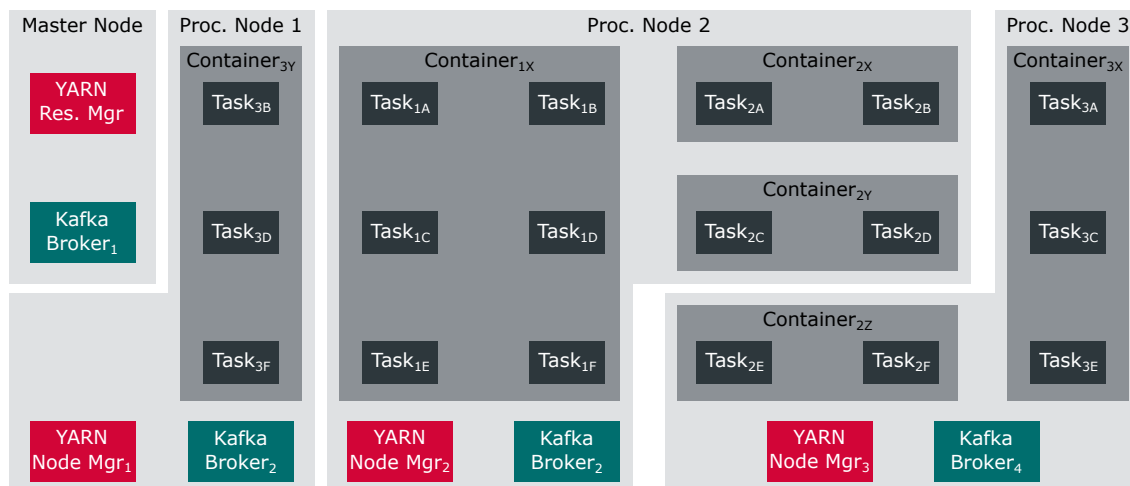 Master Node
Proc. Node 1
Proc. Node 2
Proc. Node 3
Container3Y
Container1X
Container2X
Container3X
YARN
Res. Mgr
Task3B
Task1A
Task1B
Task2A
Task2B
Task3A
Container2Y
Kafka
Broker1
Task3D
Task1C
Task1D
Task2C
Task2D
Task3C
Container2Z
Task3F
Task1E
Task1F
Task2E
Task2F
Task3E
YARN
Node Mgr1
Kafka
Broker2
YARN
Node Mgr2
Kafka
Broker2
YARN
Node Mgr3
Kafka
Broker4